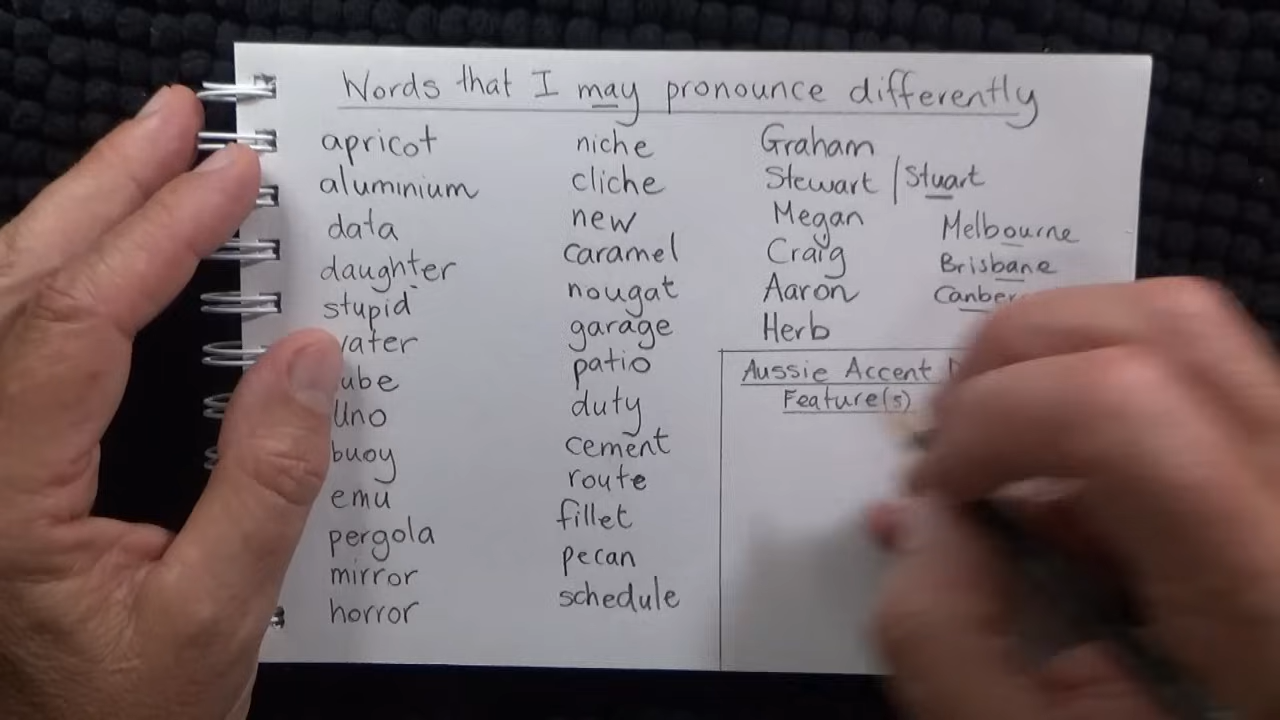 Words that I may pronounce differently
apricot
aluminium
data
daughter
stupid
Uno
buoy
emu
pergola
mirror
horror
niche
cliche
new
caramel
nougat
garage
patio
duty
cement
route
fillet
pecan
schedule
Graham
Stewart / Stuart
Megan
Craig
Aaron
Herb
Melbourne
Brisbane
Aussie Accent
Feature(s)